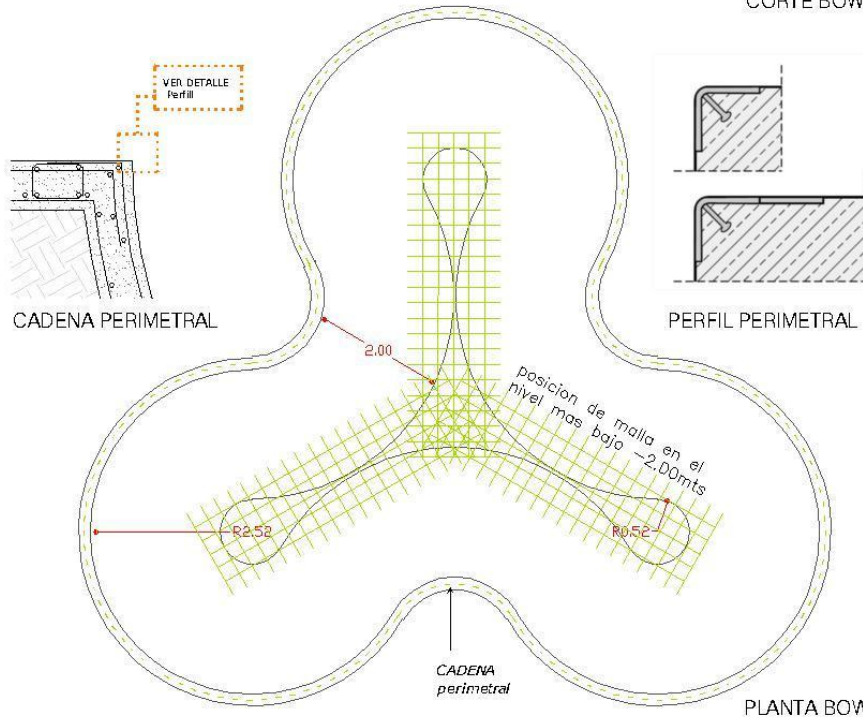 CORTE BOW
VER DETALLE
Perfill
CADENA PERIMETRAL
PERFIL PERIMETRAL
2.00
posicion de malla en el
nivel mas bajo -2.00mts
R2.52
R0.52
CADENA
perimetral
PLANTA BOW